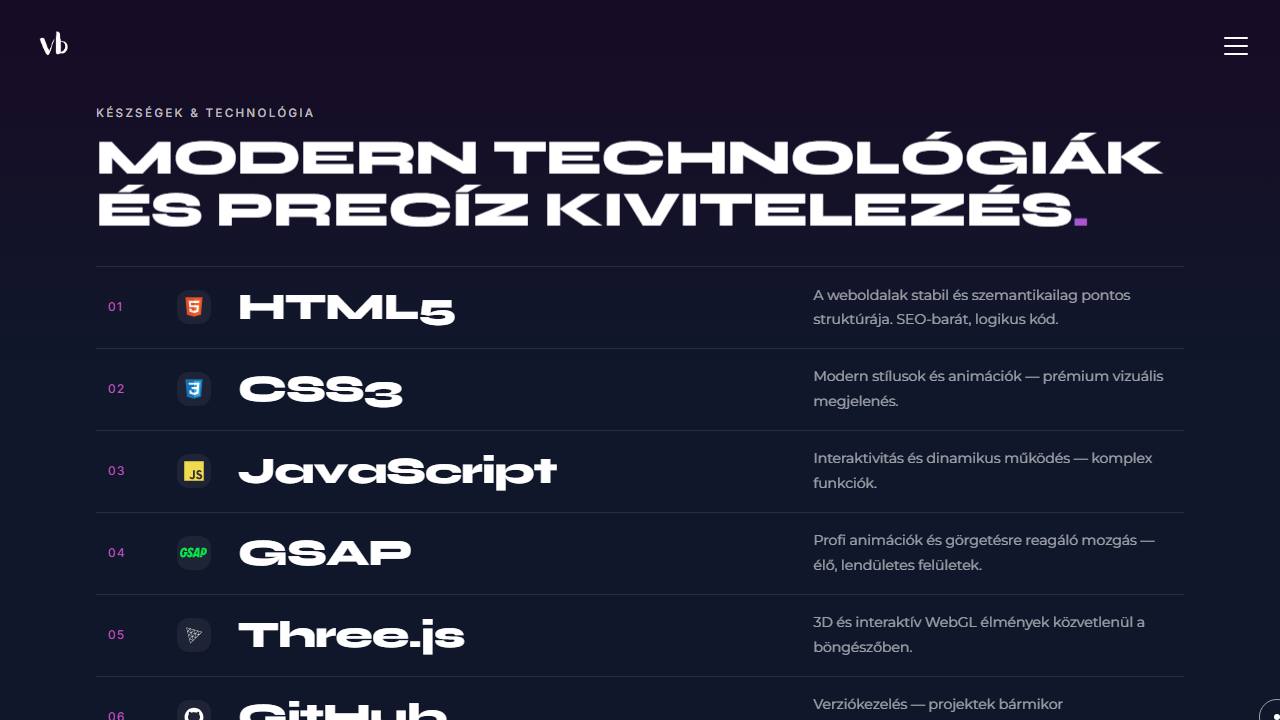 vb
KÉSZSÉGEK & TECHNOLÓGIA
MODERN TECHNOLÓGIÁK
ÉS PRECÍZ KIVITELEZÉS.
01
5
HTML5
A weboldalak stabil és szemantikailag pontos
struktúrája. SEO-barát, logikus kód.
02
3
CSS3
Modern stílusok és animációk — prémium vizuális
megjelenés.
03
JS
JavaScript
Interaktivitás és dinamikus működés — komplex
funkciók.
04
GSAP
GSAP
Profi animációk és görgetésre reagáló mozgás —
élő, lendületes felületek.
05
Three.js
3D és interaktív WebGL élmények közvetlenül a
böngészőben.
06
GitHub
Verziókezelés — projektek bármikor